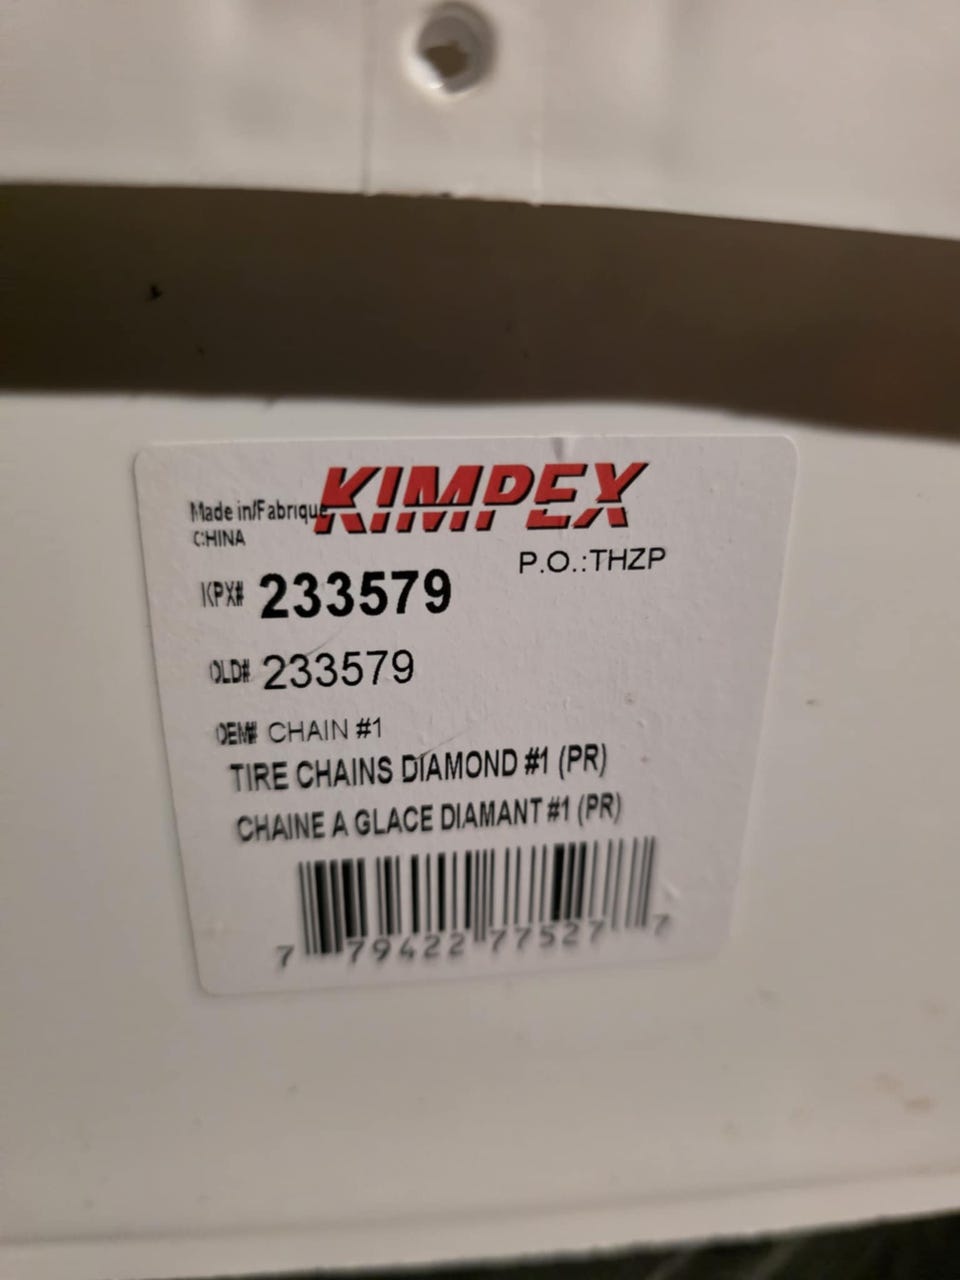 KIMPEX
Made in/Fabrique
CHINA
P.O.:THZP
KPX# 233579
OLD# 233579
OEM# CHAIN #1
TIRE CHAINS DIAMOND #1 (PR)
CHAINE A GLACE DIAMANT #1 (PR)
7 79422 77527 7